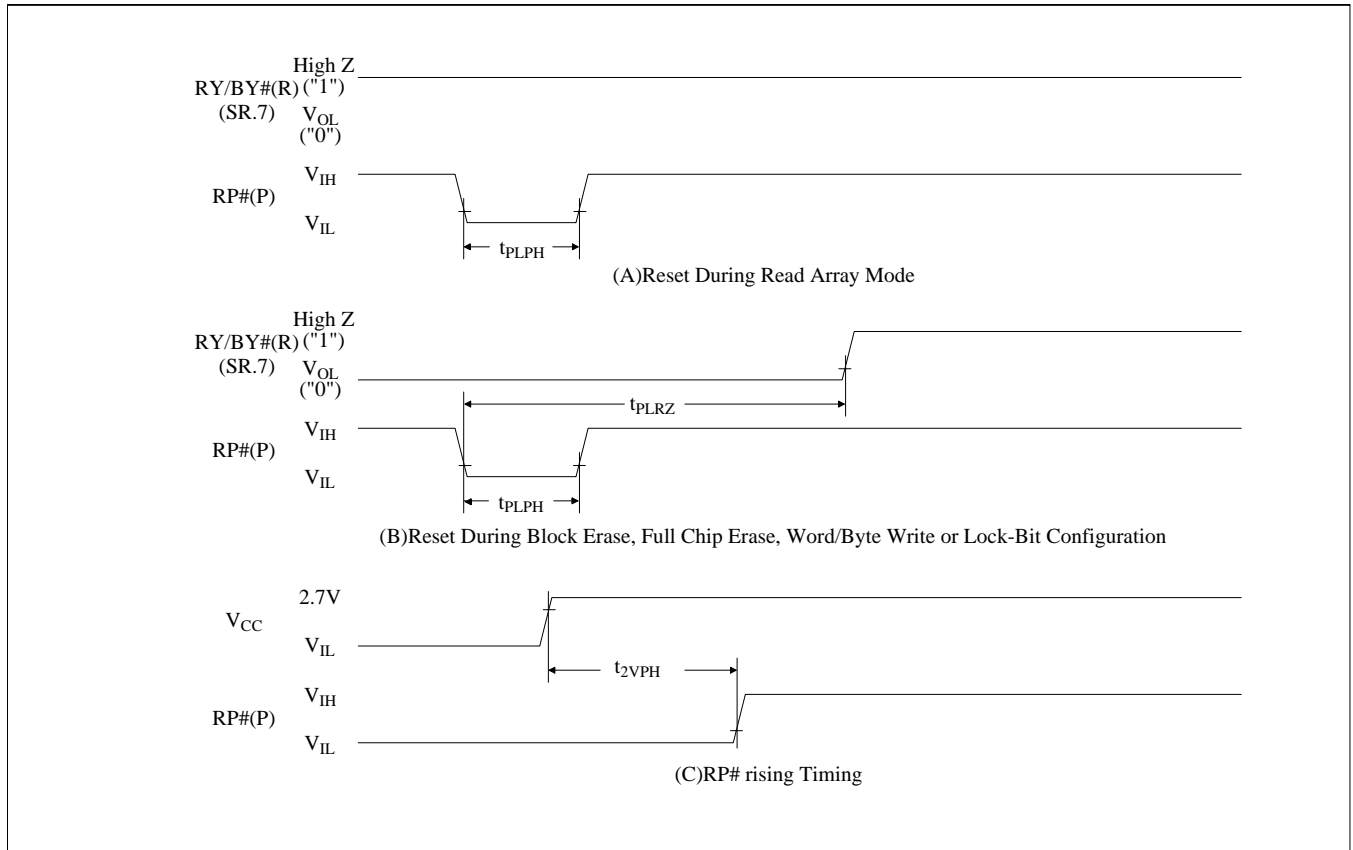 High Z
RY/BY#(R) ("1")
(SR.7) VOL
("0")
VIH
RP#(P)
VIL
tPLPH
(A)Reset During Read Array Mode
High Z
RY/BY#(R) ("1")
(SR.7) VOL
("0")
tPLRZ
VIH
RP#(P)
VIL
tPLPH
(B)Reset During Block Erase, Full Chip Erase, Word/Byte Write or Lock-Bit Configuration
2.7V
VCC
VIL
t2VPH
VIH
RP#(P)
VIL
(C)RP# rising Timing